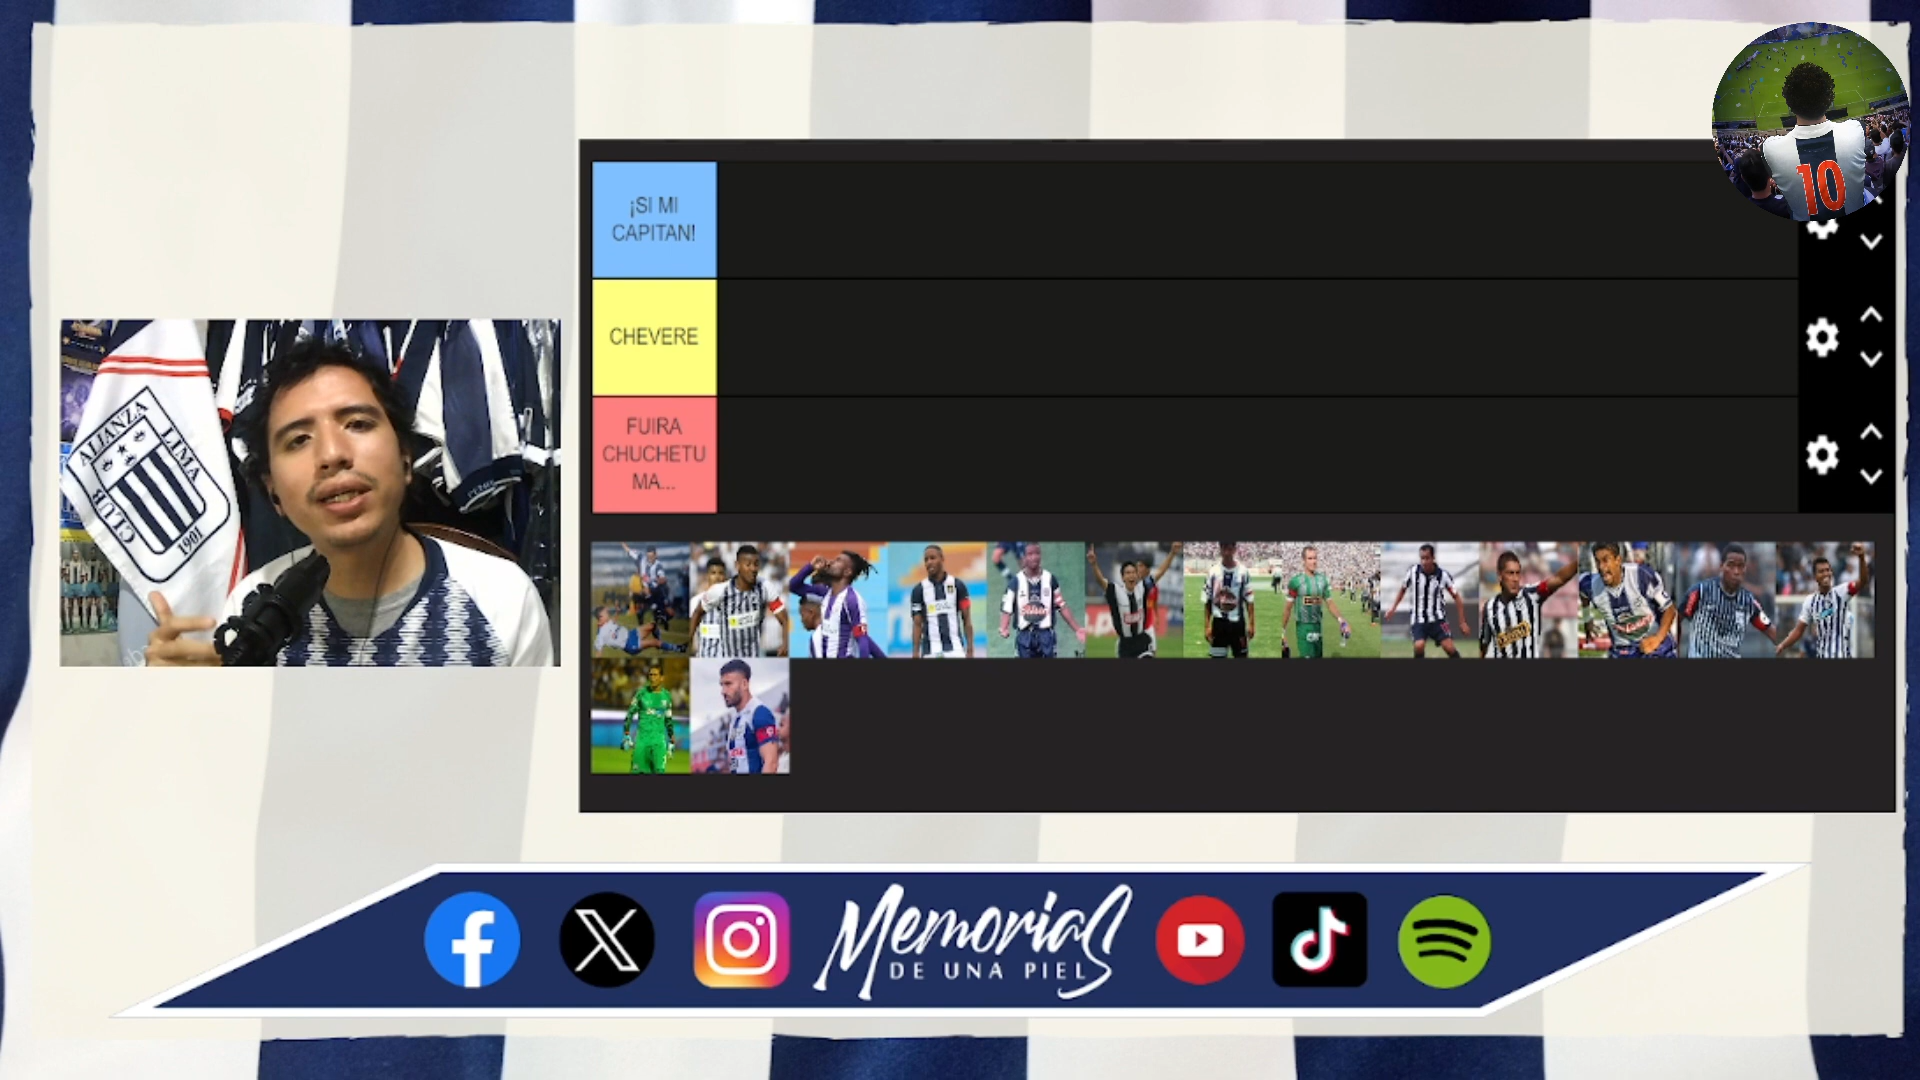 10
¡SI MI
CAPITAN!
CHEVERE
FUIRA
CHUCHETU
MA...
ALIANZA
LIMA
CLUB
1901
MemoriaS
DE UNA PIEL